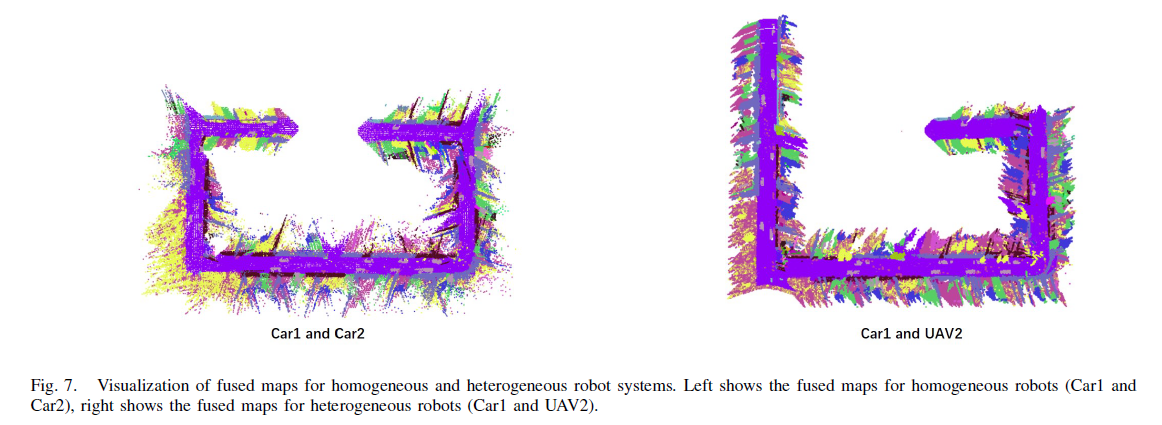 Car1 and Car2
Car1 and UAV2
Fig. 7. Visualization of fused maps for homogeneous and heterogeneous robot systems. Left shows the fused maps for homogeneous robots (Car1 and
Car2), right shows the fused maps for heterogeneous robots (Car1 and UAV2).